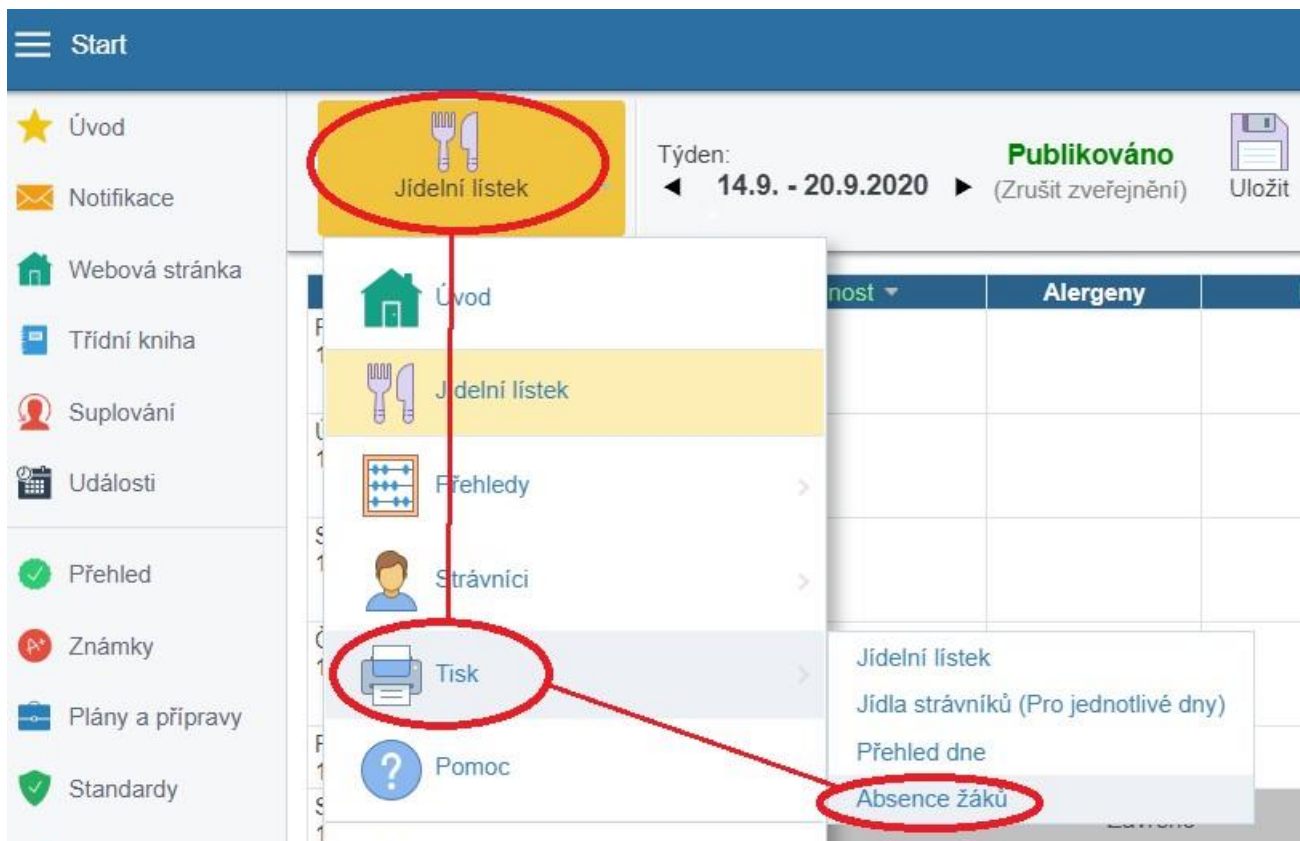 Start
Úvod
Notifikace
Webová stránka
Třídní kniha
Suplování
Události
Přehled
Známky
Plány a přípravy
Standardy
Jídelní lístek
Týden:
14.9. - 20.9.2020
Publikováno
(Zrušit zveřejnění)
Uložit
nost
Alergeny
Úvod
Jídelní lístek
Přehledy
Strávníci
Tisk
Pomoc
Jídelní lístek
Jídla strávníků (Pro jednotlivé dny)
Přehled dne
Absence žáků